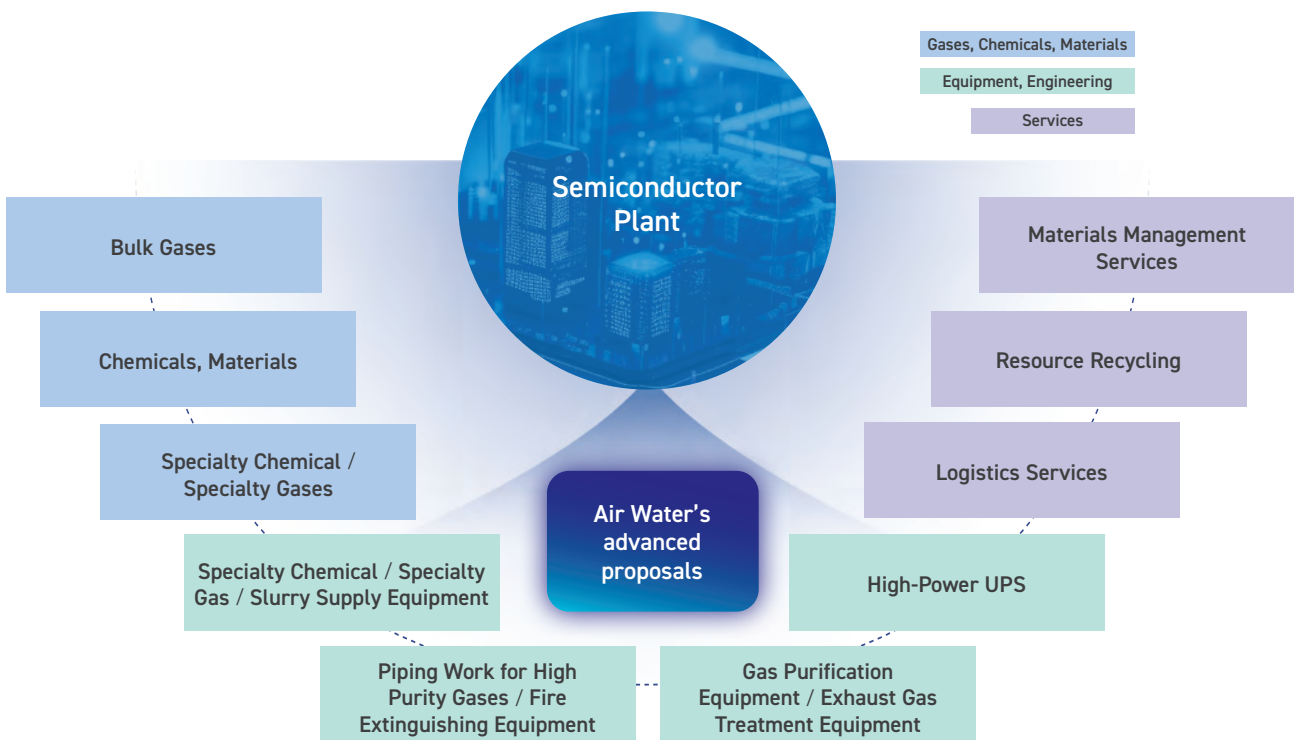 Gases, Chemicals, Materials
Equipment, Engineering
Services
Semiconductor
Plant
Bulk Gases
Chemicals, Materials
Specialty Chemical /
Specialty Gases
Specialty Chemical / Specialty
Gas / Slurry Supply Equipment
Piping Work for High
Purity Gases / Fire
Extinguishing Equipment
Gas Purification
Equipment / Exhaust Gas
Treatment Equipment
High-Power UPS
Logistics Services
Resource Recycling
Materials Management
Services
Air Water’s
advanced
proposals